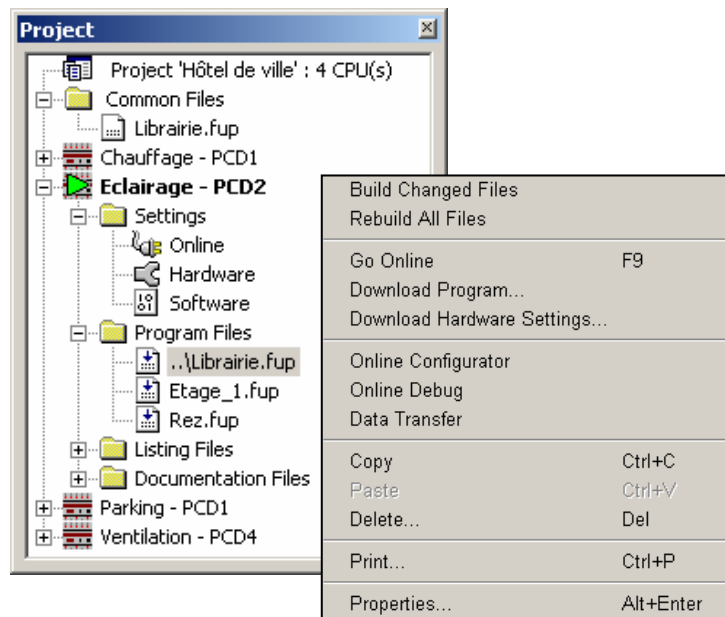 Project
Project 'Hôtel de ville' : 4 CPU(s)
Common Files
Librairie.fup
Chauffage - PCD1
Eclairage - PCD2
Settings
Online
Hardware
Software
Program Files
..\Librairie.fup
Etage_1.fup
Rez.fup
Listing Files
Documentation Files
Parking - PCD1
Ventilation - PCD4
Build Changed Files
Rebuild All Files
Go Online F9
Download Program...
Download Hardware Settings...
Online Configurator
Online Debug
Data Transfer
Copy Ctrl+C
Paste Ctrl+V
Delete... Del
Print... Ctrl+P
Properties... Alt+Enter